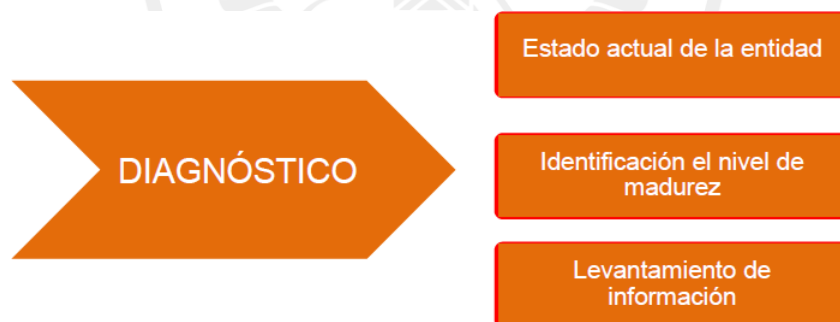 DIAGNÓSTICO
Estado actual de la entidad
Identificación el nivel de
madurez
Levantamiento de
información